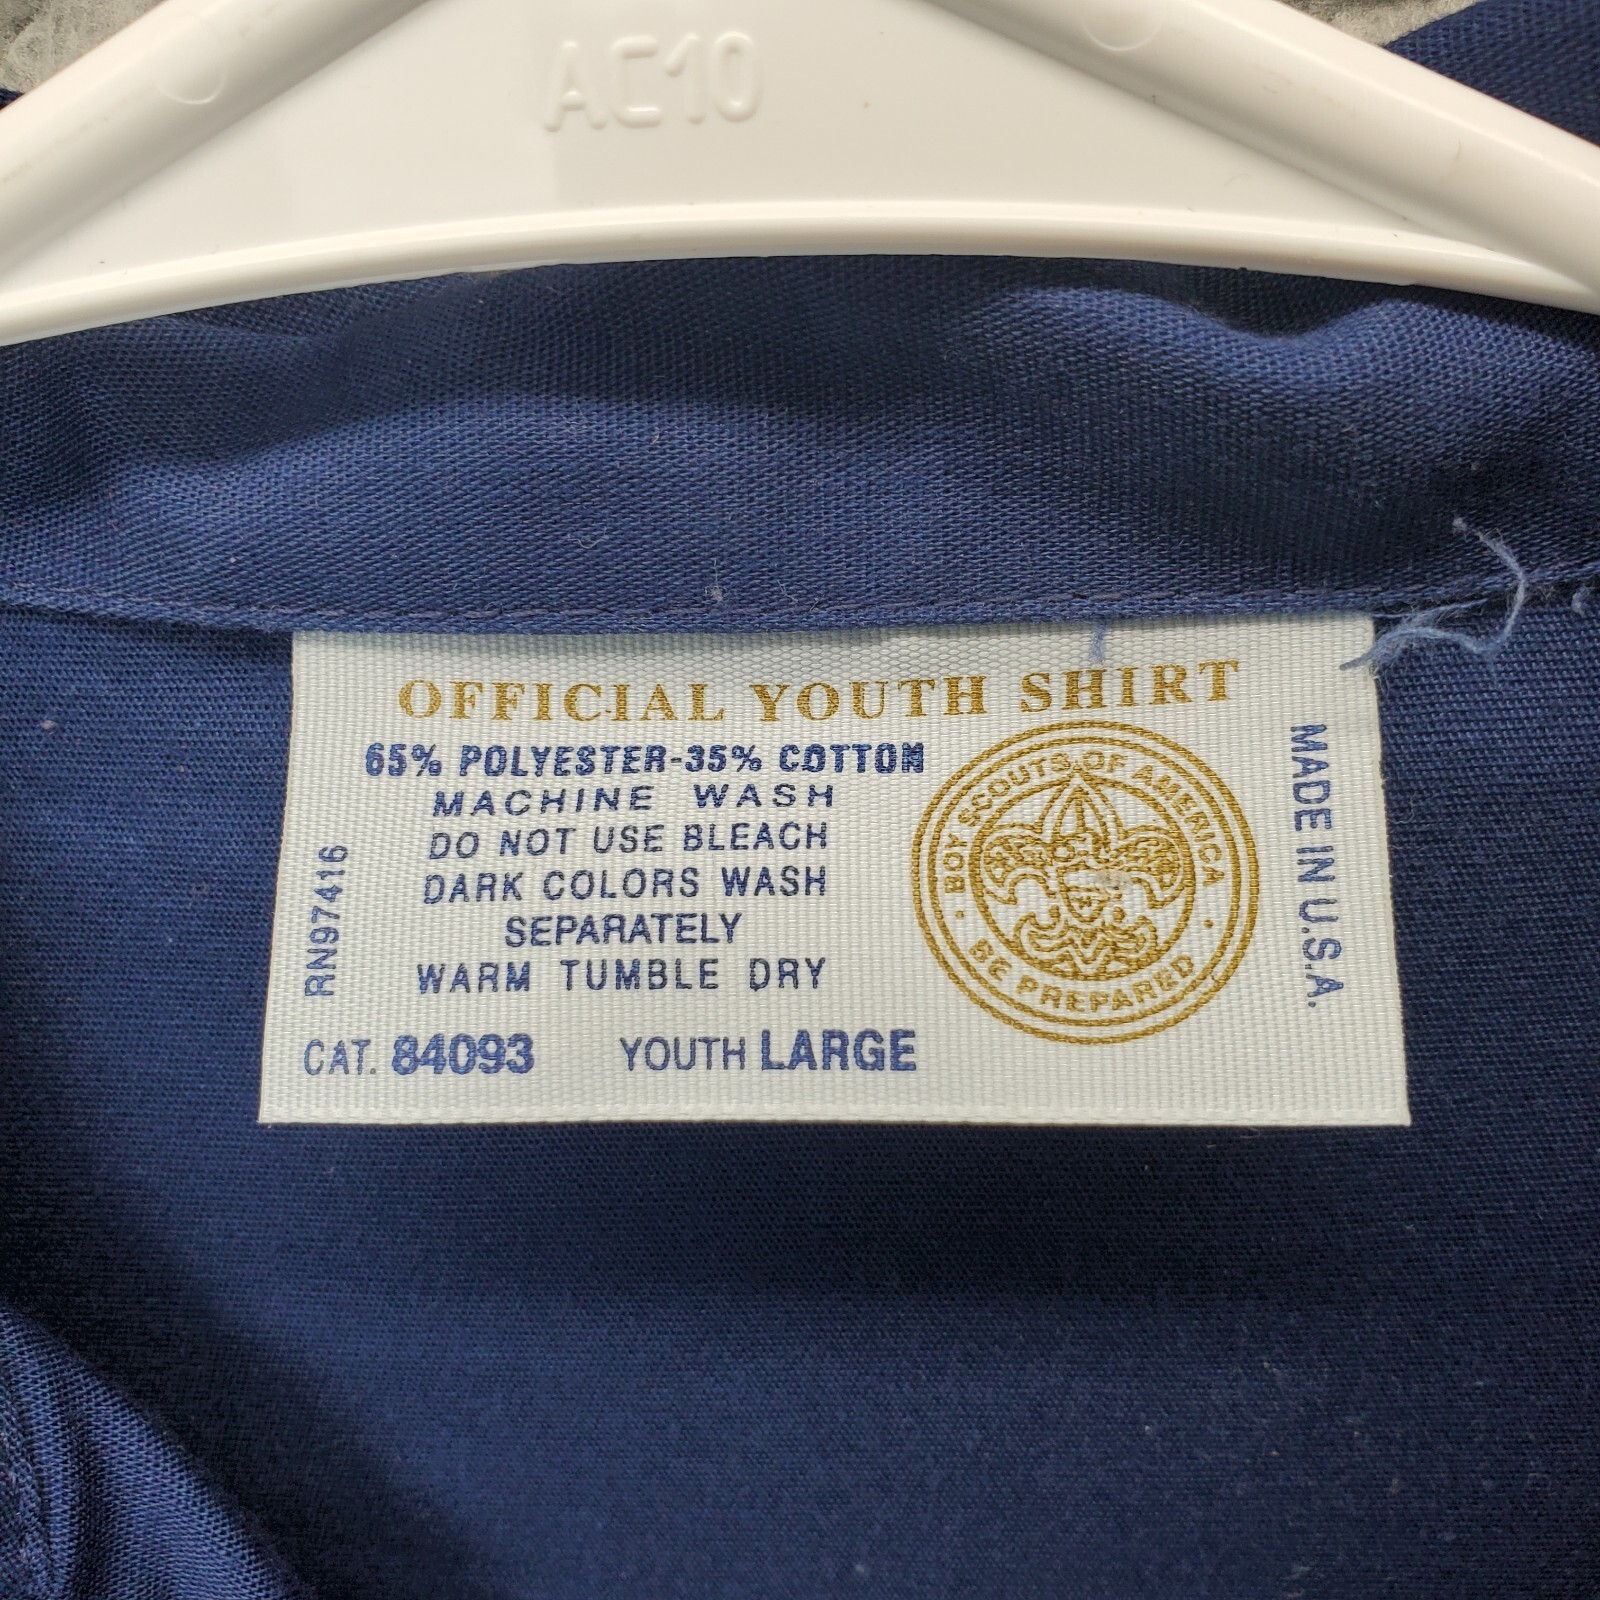 AC10
OFFICIAL YOUTH SHIRT
65% POLYESTER-35% COTTON
MACHINE WASH
DO NOT USE BLEACH
DARK COLORS WASH
SEPARATELY
WARM TUMBLE DRY
RN97416
CAT. 84093 YOUTH LARGE
BOY SCOUTS OF AMERICA
BE PREPARED
MADE IN U.S.A.